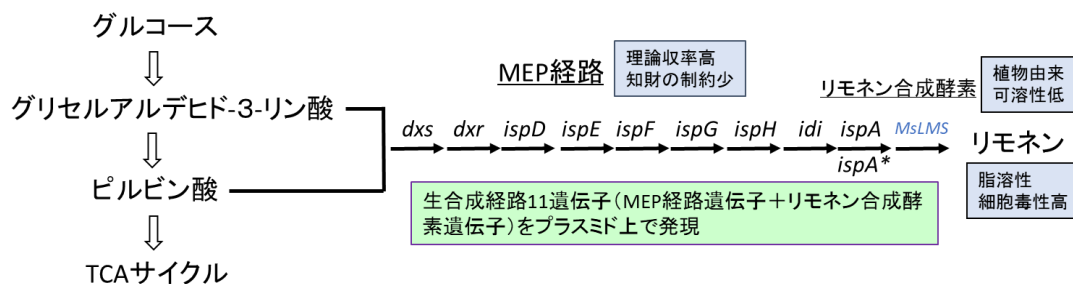 グルコース
グリセルアルデヒド-3-リン酸
ピルビン酸
TCAサイクル
MEP経路
理論収率高
知財の制約少
リモネン合成酵素
植物由来
可溶性低
dxs dxr ispD ispE ispF ispG ispH idi ispA MsLMS
ispA*
リモネン
脂溶性
細胞毒性高
生合成経路11遺伝子(MEP経路遺伝子+リモネン合成酵
素遺伝子)をプラスミド上で発現